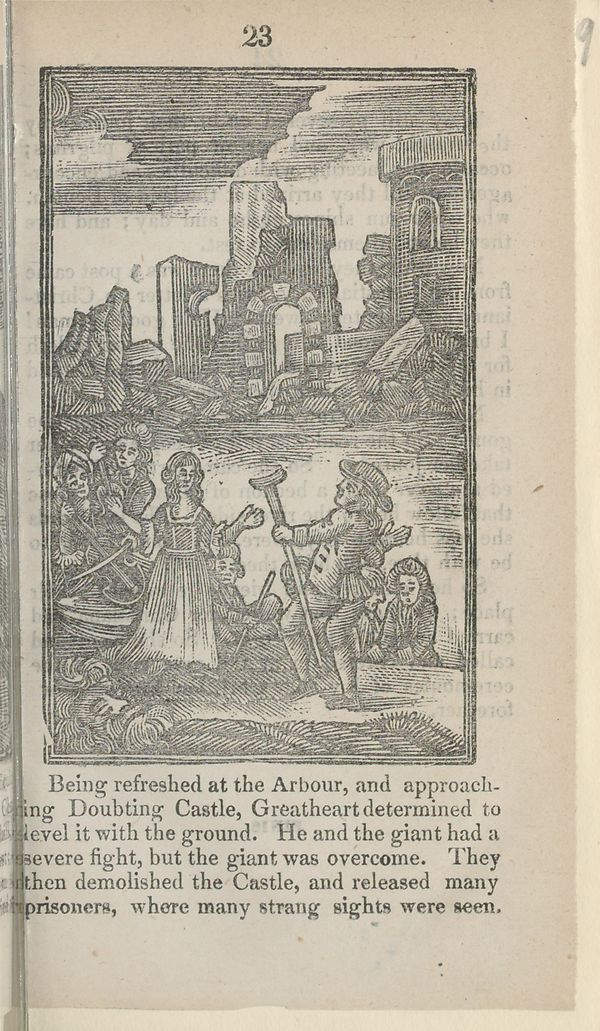 23
9
Being refreshed at the Arbour, and approach-
ing Doubting Castle, Greatheart determined to
level it with the ground. He and the giant had a
severe fight, but the giant was overcome. They
then demolished the Castle, and released many
prisoners, where many strang sights were seen.